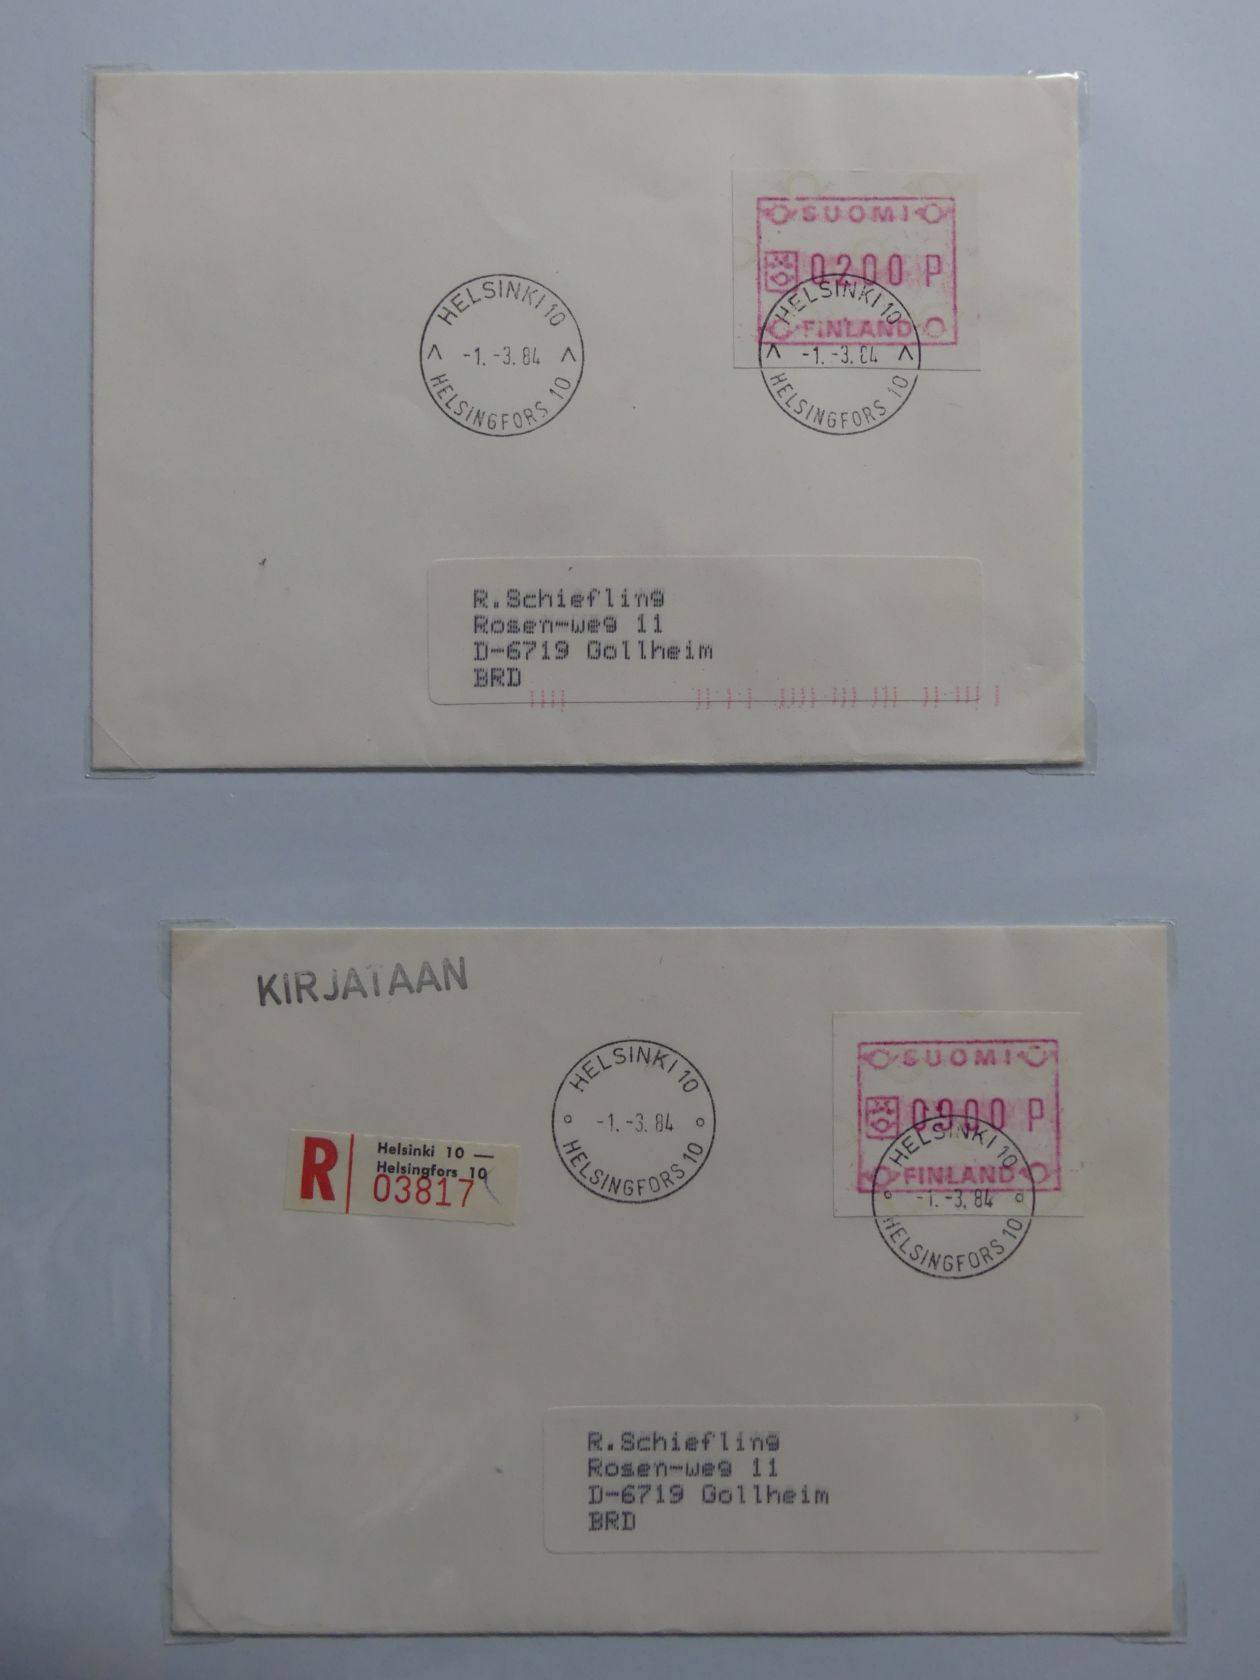 SUOMI
0200 P
FINLAND
HELSINKI 10
-1.-3.84
HELSINGFORS 10
HELSINKI 10
-1.-3.84
HELSINGFORS 10
R.Schiefling
Rosen-weg 11
D-6719 Gollheim
BRD
KIRJATAAN
SUOMI
0900 P
FINLAND
HELSINKI 10
-1.-3.84
HELSINGFORS 10
HELSINKI 10
-1.-3.84
HELSINGFORS 10
R
Helsinki 10 —
Helsingfors 10
03817
R.Schiefling
Rosen-weg 11
D-6719 Gollheim
BRD